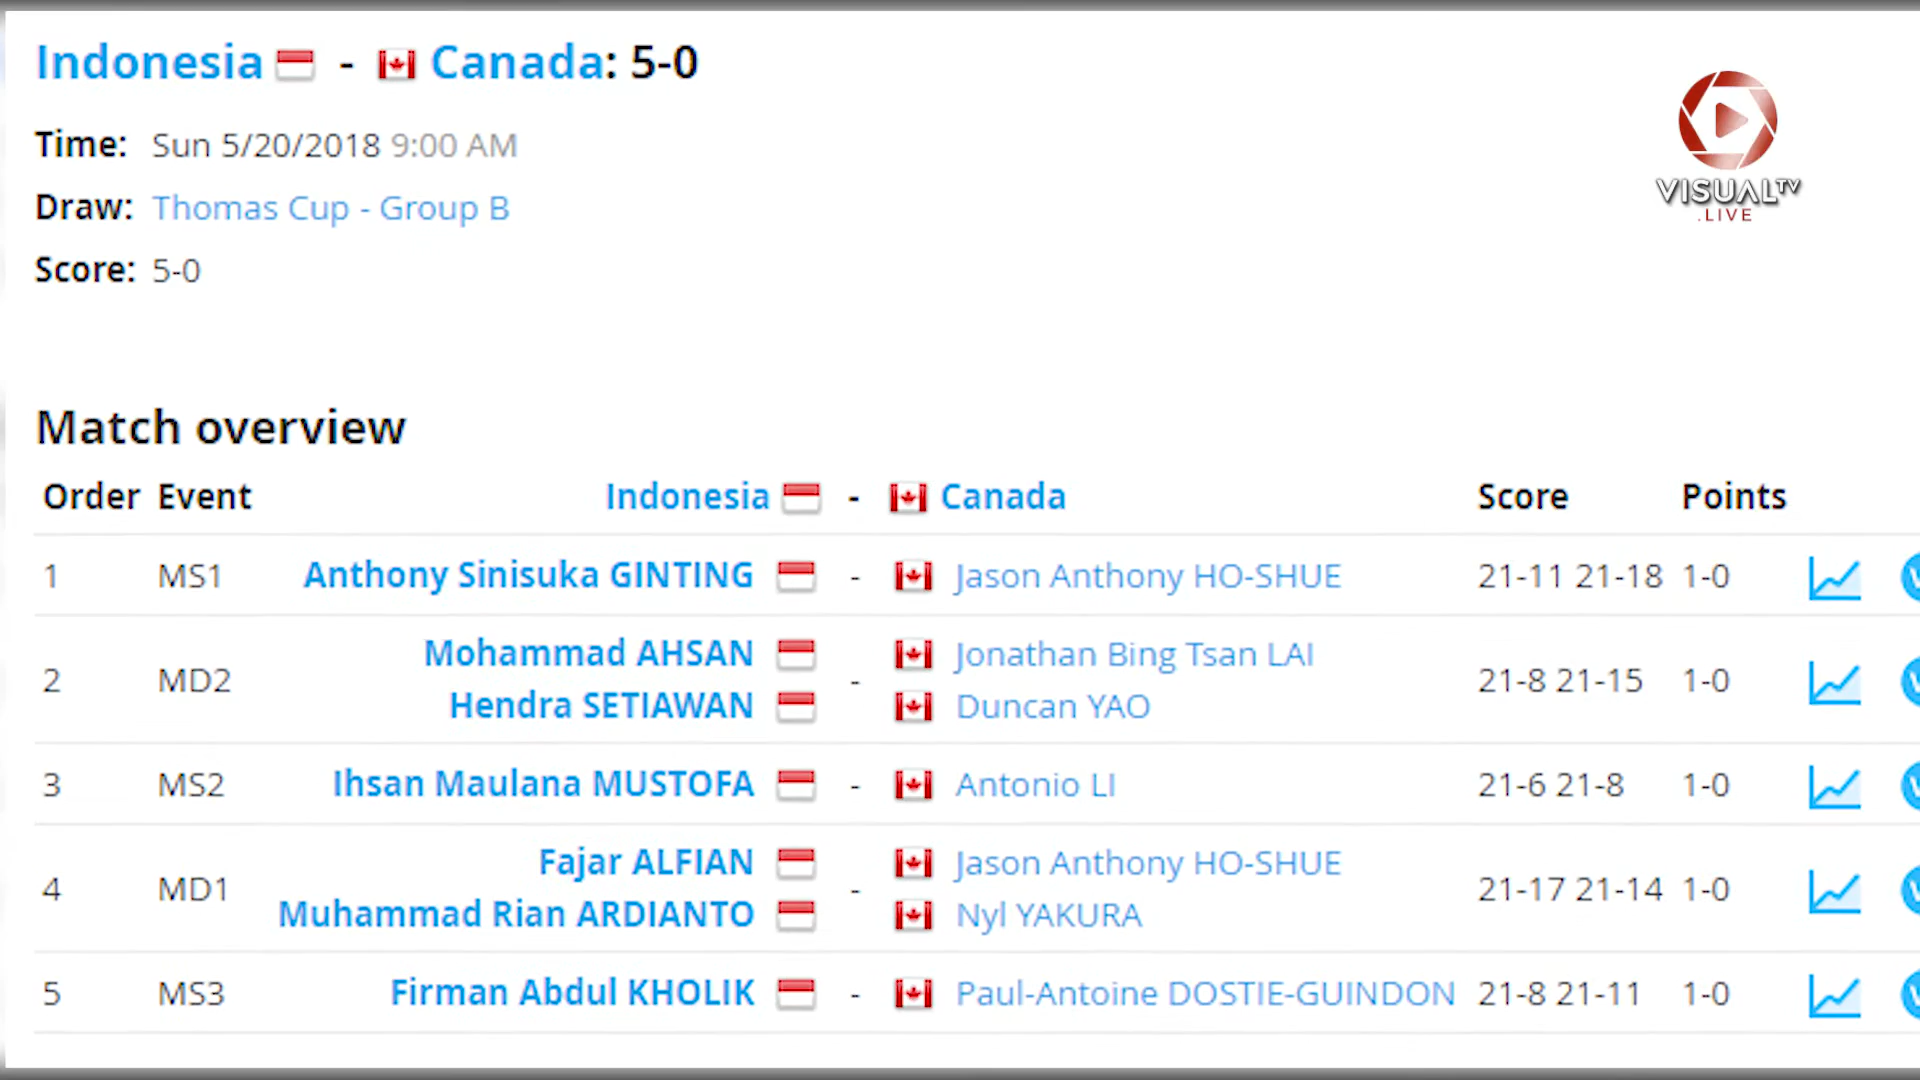 Indonesia - Canada: 5-0
VISUALTV
.LIVE
Time: Sun 5/20/2018 9:00 AM
Draw: Thomas Cup - Group B
Score: 5-0
Match overview
Order Event Indonesia - Canada Score Points
1 MS1 Anthony Sinisuka GINTING - Jason Anthony HO-SHUE 21-11 21-18 1-0
Mohammad AHSAN Jonathan Bing Tsan LAI
2 MD2 - 21-8 21-15 1-0
Hendra SETIAWAN Duncan YAO
3 MS2 Ihsan Maulana MUSTOFA - Antonio LI 21-6 21-8 1-0
Fajar ALFIAN Jason Anthony HO-SHUE
4 MD1 - 21-17 21-14 1-0
Muhammad Rian ARDIANTO Nyl YAKURA
5 MS3 Firman Abdul KHOLIK - Paul-Antoine DOSTIE-GUINDON 21-8 21-11 1-0